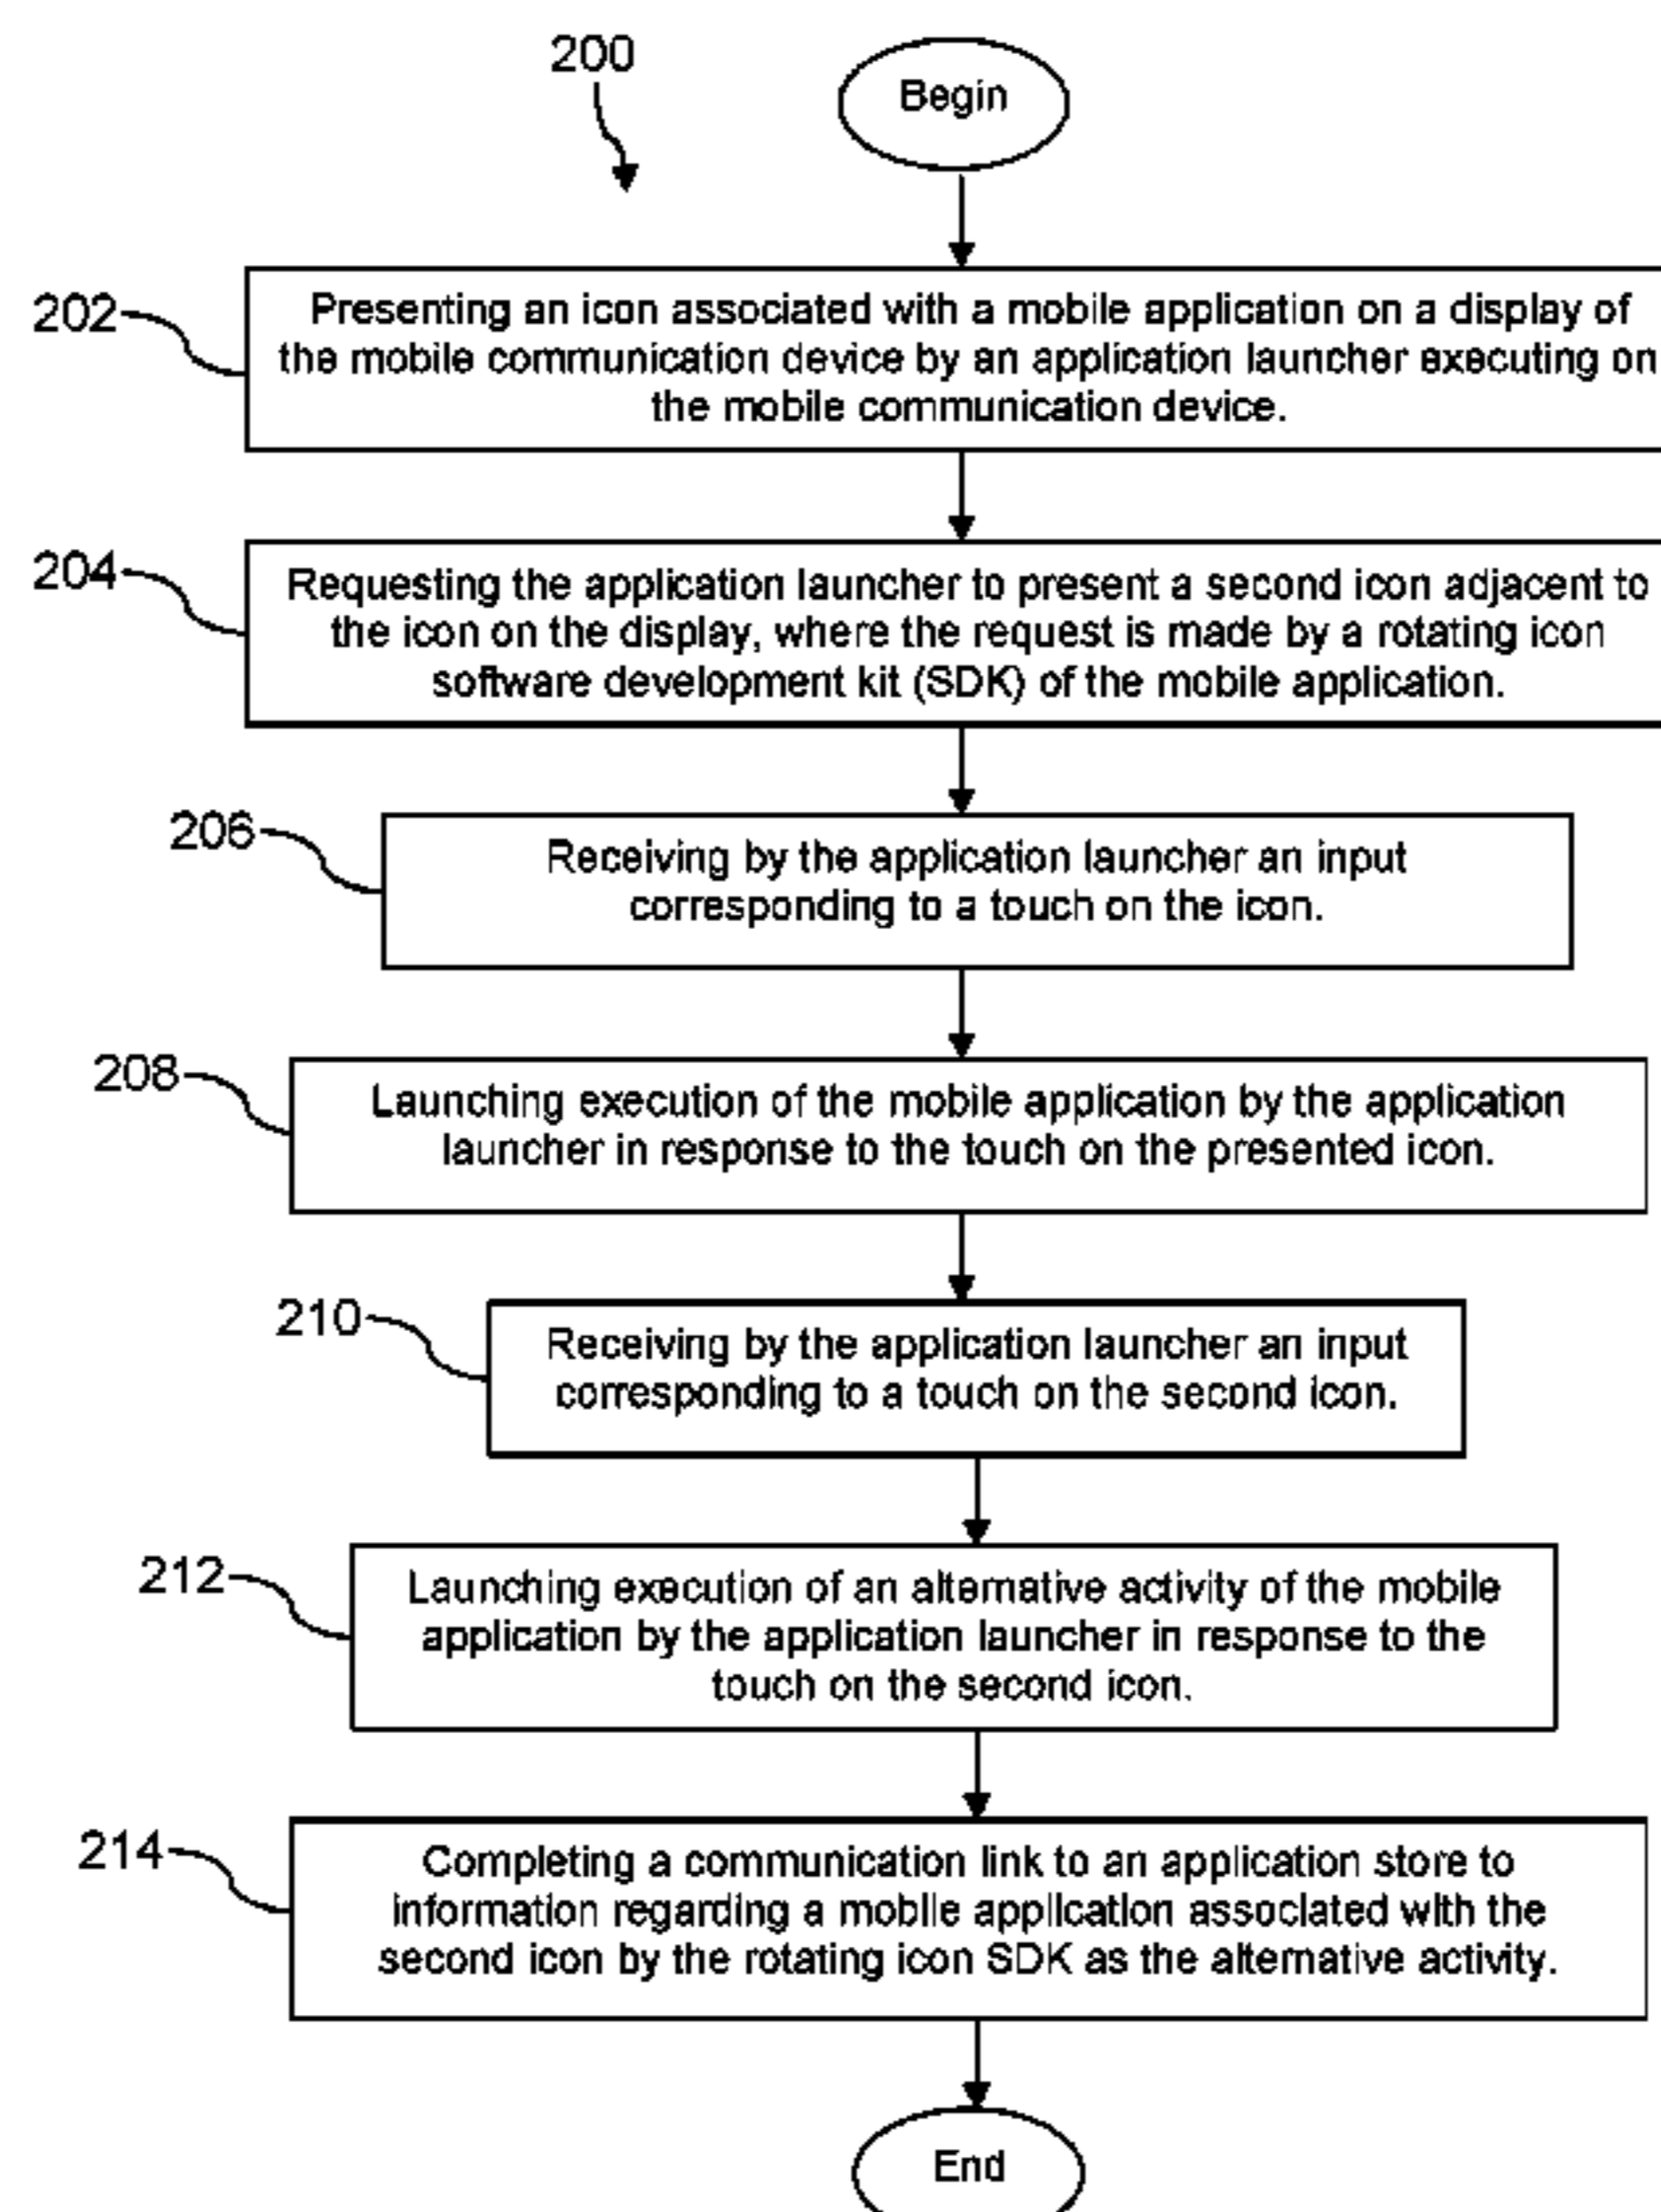 200
Begin
202
Presenting an icon associated with a mobile application on a display of
the mobile communication device by an application launcher executing on
the mobile communication device.
204
Requesting the application launcher to present a second icon adjacent to
the icon on the display, where the request is made by a rotating icon
software development kit (SDK) of the mobile application.
206
Receiving by the application launcher an input
corresponding to a touch on the icon.
208
Launching execution of the mobile application by the application
launcher in response to the touch on the presented icon.
210
Receiving by the application launcher an input
corresponding to a touch on the second icon.
212
Launching execution of an alternative activity of the mobile
application by the application launcher in response to the
touch on the second icon.
214
Completing a communication link to an application store to
information regarding a mobile application associated with the
second icon by the rotating icon SDK as the alternative activity.
End